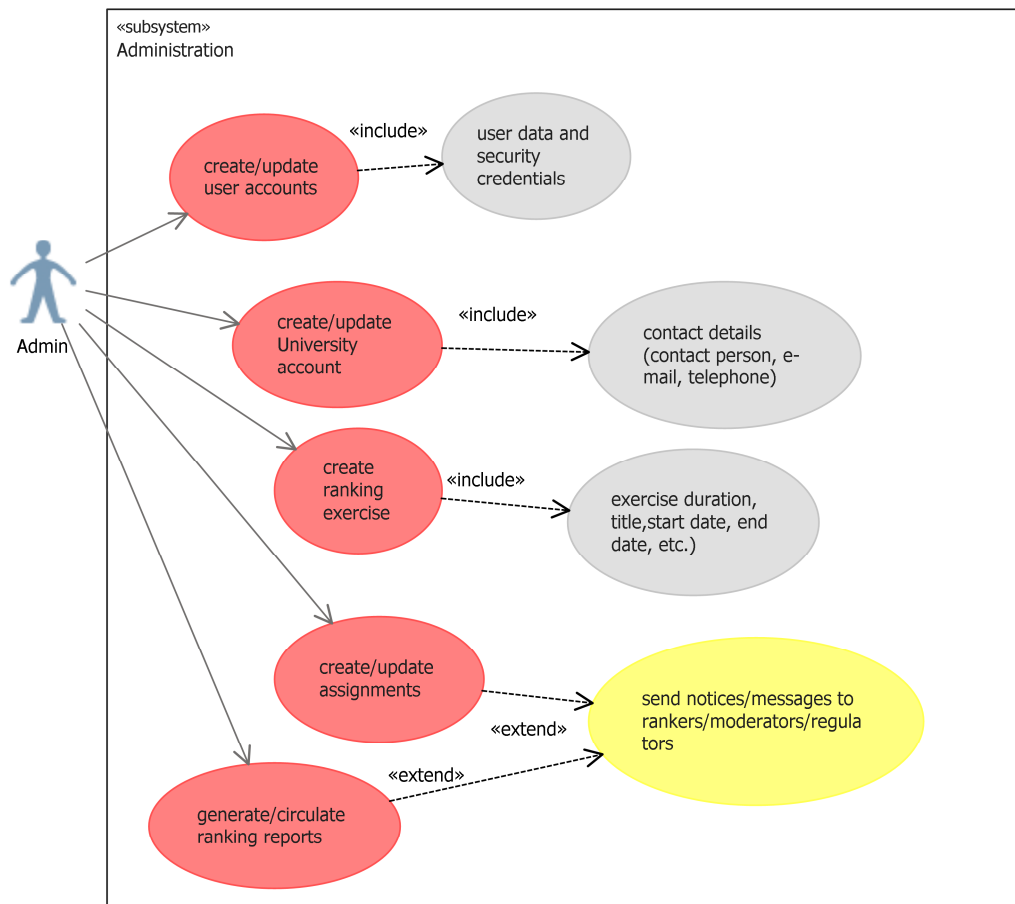 «subsystem»
Administration
«include»
user data and
security
credentials
create/update
user accounts
Admin
create/update
University
account
«include»
contact details
(contact person, e-
mail, telephone)
create
ranking
exercise
«include»
exercise duration,
title,start date, end
date, etc.)
create/update
assignments
«extend»
send notices/messages to
rankers/moderators/regula
tors
«extend»
generate/circulate
ranking reports